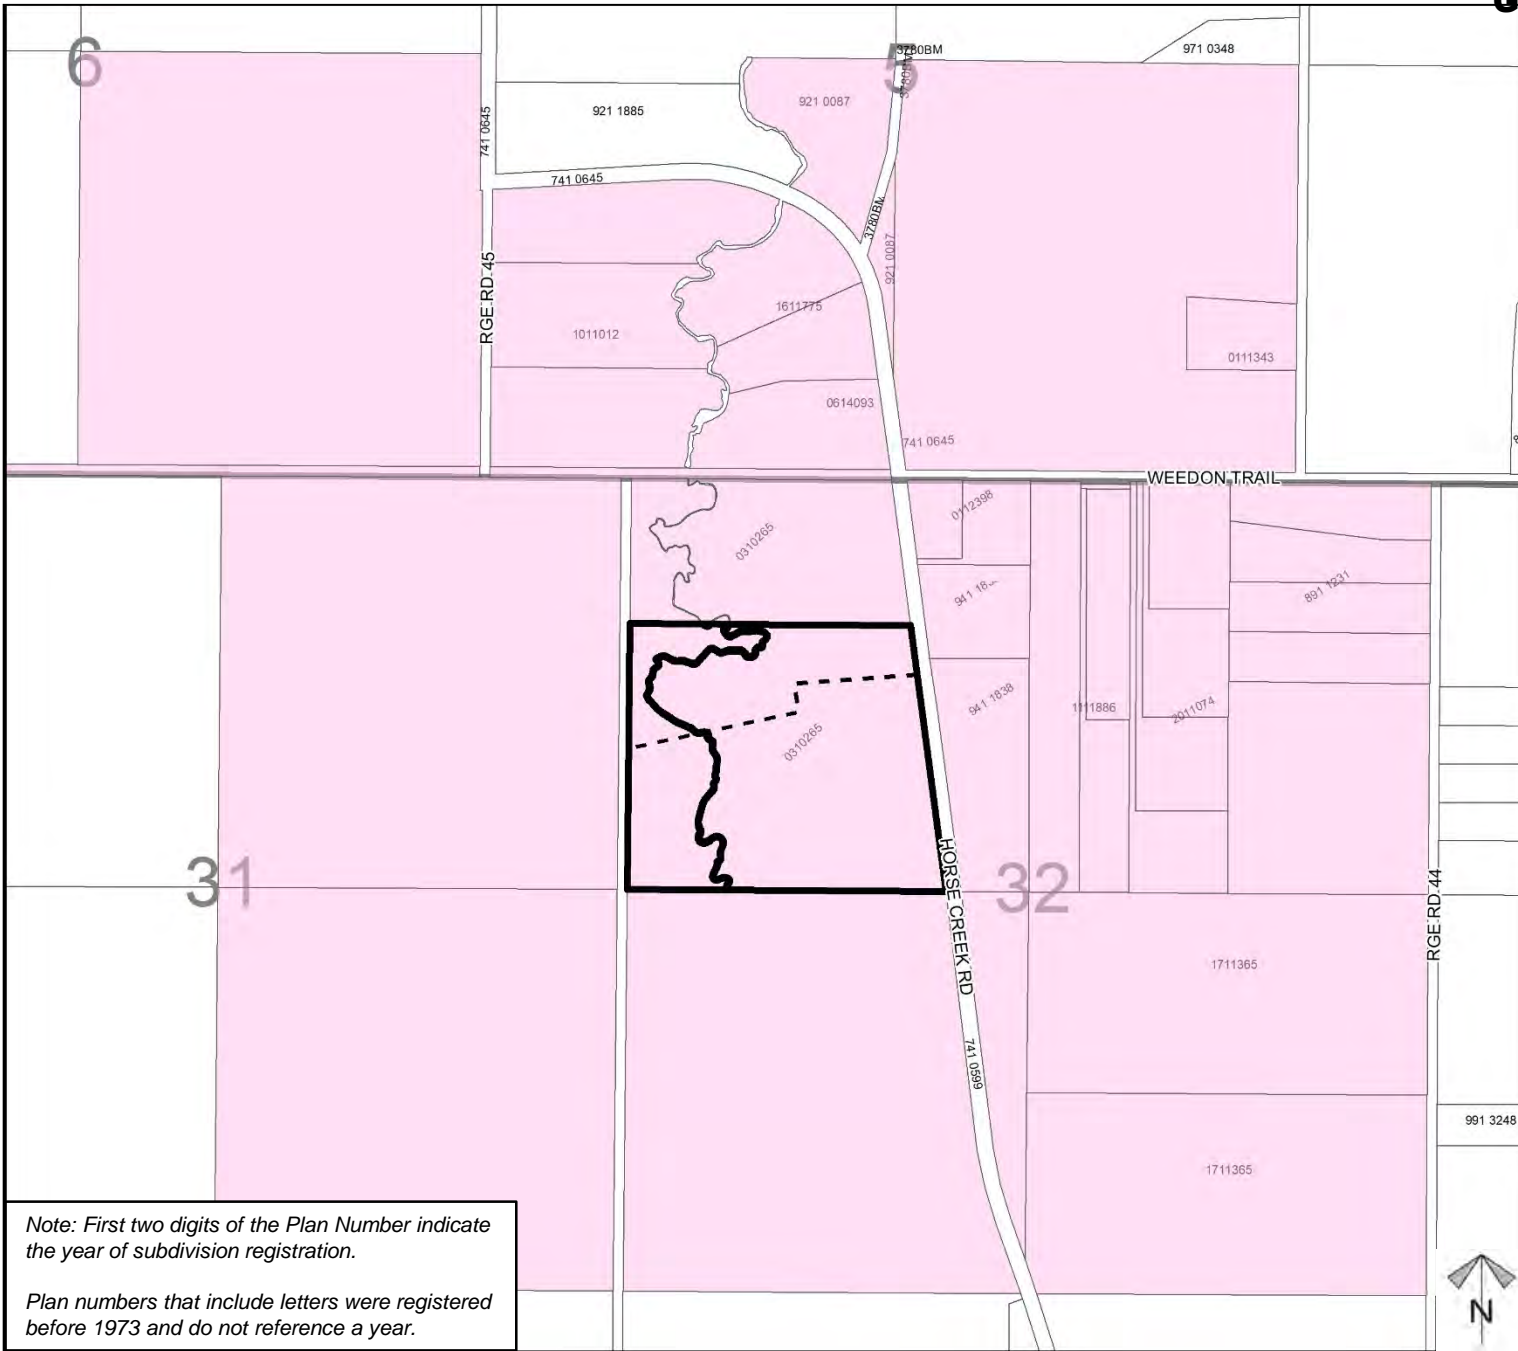 6
5
3780BM
3780BM
971 0348
921 0087
921 1885
741 0645
741 0645
3780BM
921 0087
RGE RD 45
1611775
1011012
0111343
0614093
741 0645
WEEDON TRAIL
0112398
0310265
941 18
891 1231
941 1838
1111886
2011074
0310265
31
32
HORSE CREEK RD
RGE RD 44
1711365
741 0599
991 3248
1711365
Note: First two digits of the Plan Number indicate
the year of subdivision registration.
Plan numbers that include letters were registered
before 1973 and do not reference a year.
N